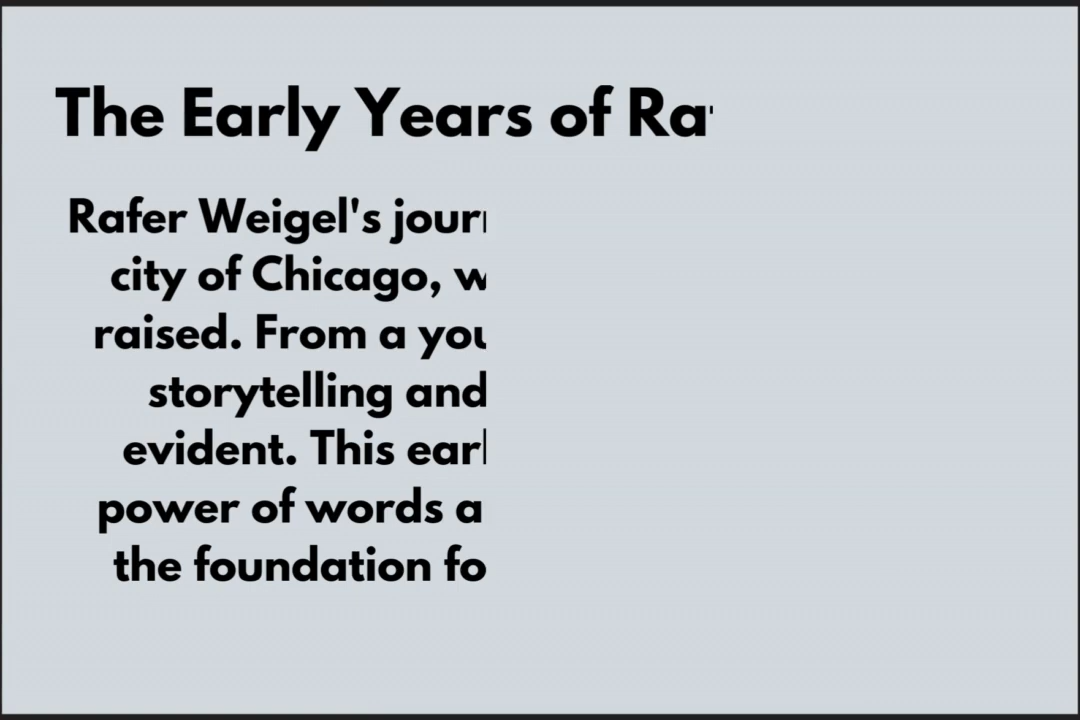 The Early Years of Ra
Rafer Weigel's jour
city of Chicago, w
raised. From a you
storytelling and
evident. This earl
power of words a
the foundation fo